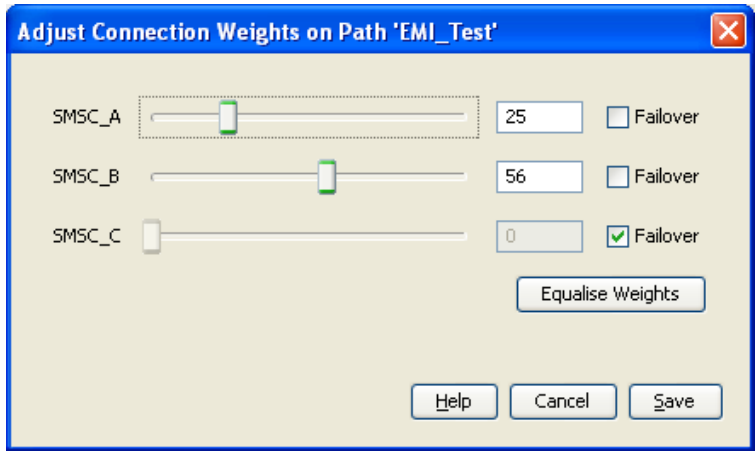 Adjust Connection Weights on Path 'EMI_Test'
SMSC_A 25 Failover
SMSC_B 56 Failover
SMSC_C 0 Failover
Equalise Weights
Help Cancel Save